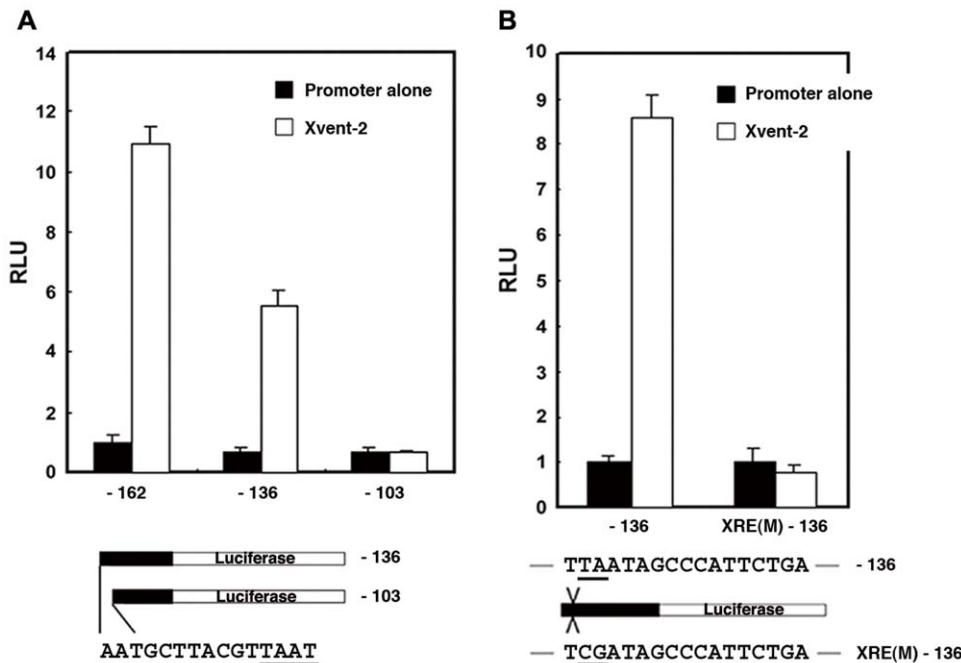 A
14
12
10
8
6
4
2
0
RLU
Promoter alone
Xvent-2
- 162
- 136
- 103
Luciferase
- 136
Luciferase
- 103
AATGCTTACGTTAAT
B
10
9
8
7
6
5
4
3
2
1
0
RLU
Promoter alone
Xvent-2
- 136
XRE(M) - 136
TTAATAGCCCATTCTGA
- 136
Luciferase
TCGATAGCCCATTCTGA
XRE(M) - 136